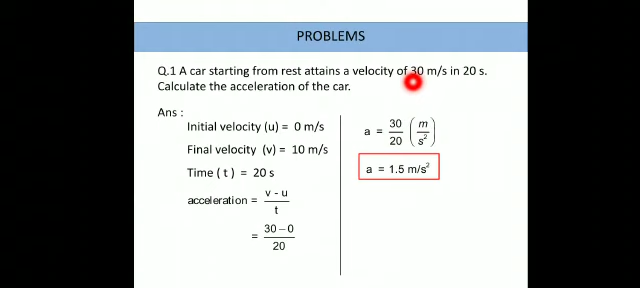 PROBLEMS
Q.1 A car starting from rest attains a velocity of 30 m/s in 20 s.
Calculate the acceleration of the car.
Ans :
Initial velocity (u) = 0 m/s
Final velocity (v) = 10 m/s
Time ( t ) = 20 s
acceleration = v - u / t
= 30 – 0 / 20
a = 30 / 20 ( m / s² )
a = 1.5 m/s²